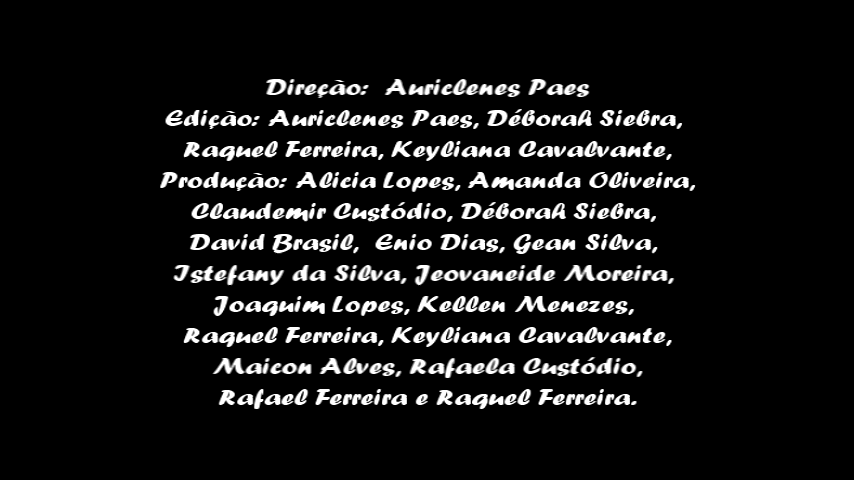 Direção: Auriclenes Paes
Edição: Auriclenes Paes, Déborah Siebra,
Raquel Ferreira, Keyliana Cavalvante,
Produção: Alicia Lopes, Amanda Oliveira,
Claudemir Custódio, Déborah Siebra,
David Brasil, Enio Dias, Gean Silva,
Istefany da Silva, Jeovaneide Moreira,
Joaquim Lopes, Kellen Menezes,
Raquel Ferreira, Keyliana Cavalvante,
Maicon Alves, Rafaela Custódio,
Rafael Ferreira e Raquel Ferreira.